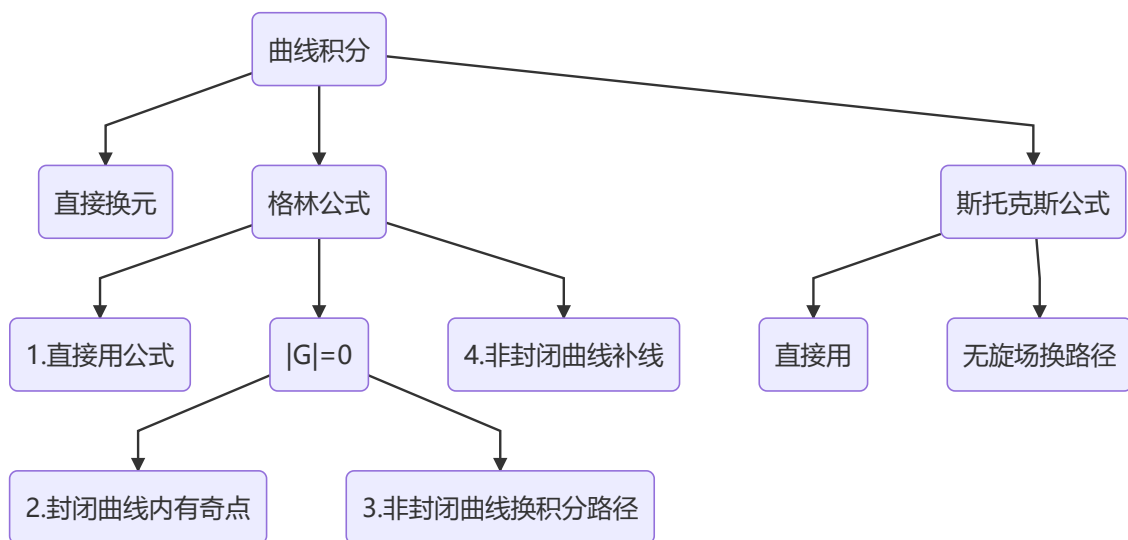 曲线积分
直接换元
格林公式
斯托克斯公式
1.直接用公式
|G|=0
4.非封闭曲线补线
直接用
无旋场换路径
2.封闭曲线内有奇点
3.非封闭曲线换积分路径